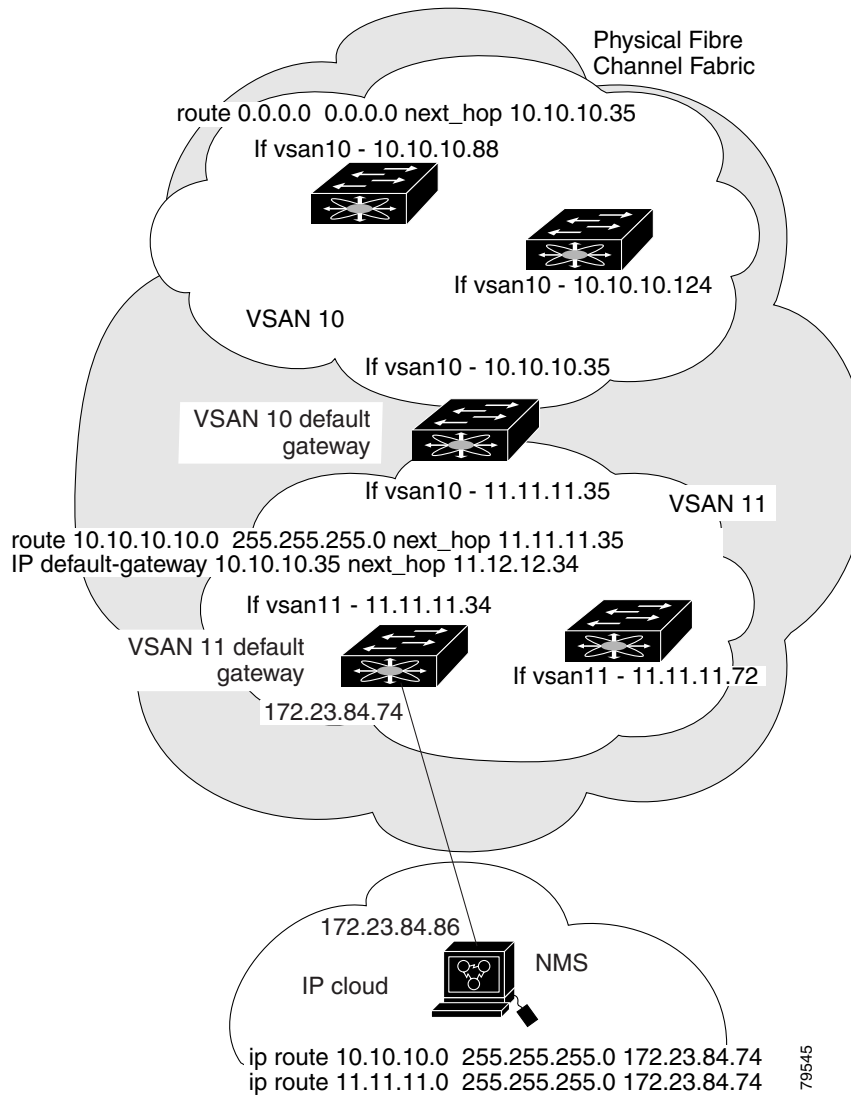 Physical Fibre
Channel Fabric
route 0.0.0.0 0.0.0.0 next_hop 10.10.10.35
If vsan10 - 10.10.10.88
If vsan10 - 10.10.10.124
VSAN 10
If vsan10 - 10.10.10.35
VSAN 10 default
gateway
If vsan10 - 11.11.11.35
VSAN 11
route 10.10.10.10.0 255.255.255.0 next_hop 11.11.11.35
IP default-gateway 10.10.10.35 next_hop 11.12.12.34
If vsan11 - 11.11.11.34
VSAN 11 default
gateway
If vsan11 - 11.11.11.72
172.23.84.74
172.23.84.86
NMS
IP cloud
ip route 10.10.10.0 255.255.255.0 172.23.84.74
ip route 11.11.11.0 255.255.255.0 172.23.84.74
79545